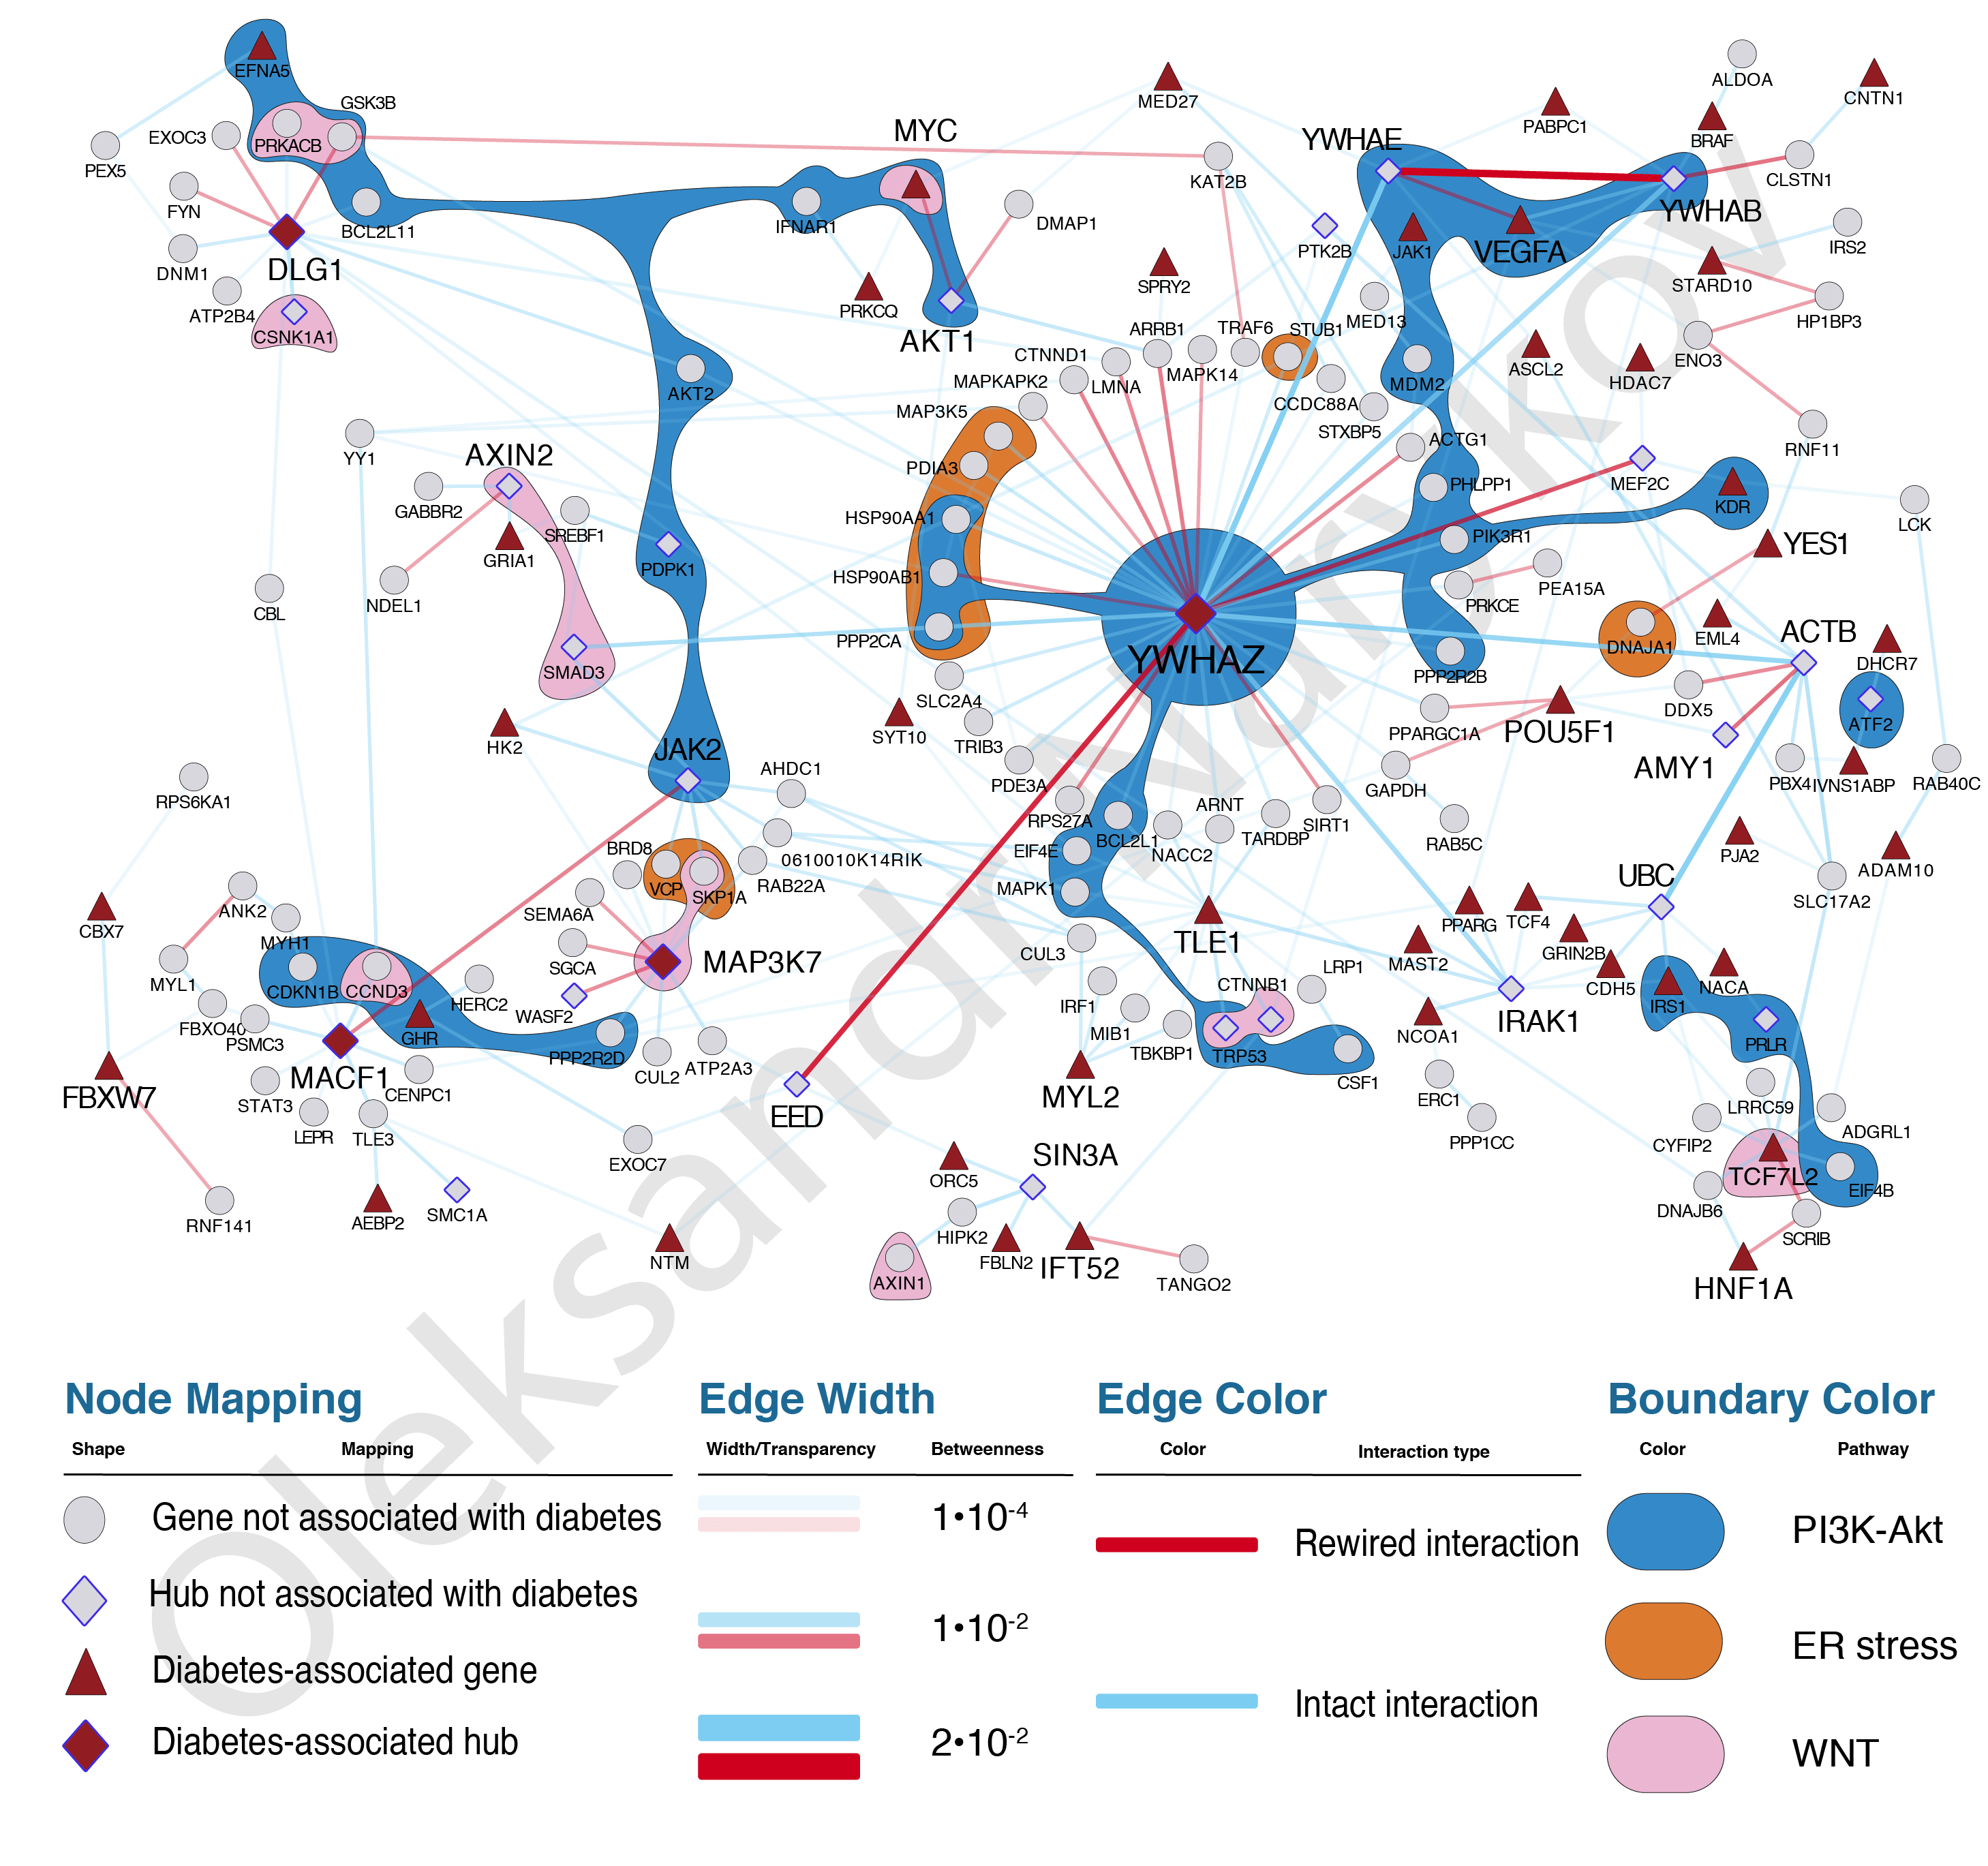 EFNA5
GSK3B
EXOC3
PRKACB
PEX5
FYN
BCL2L11
DNM1
DLG1
ATP2B4
CSNK1A1
MYC
IFNAR1
DMAP1
PRKCQ
AKT1
MED27
KAT2B
YWHAE
PABPC1
ALDOA
BRAF
CNTN1
CLSTN1
YWHAB
PTK2B
JAK1
VEGFA
IRS2
STARD10
HP1BP3
SPRY2
ARRB1
TRAF6
STUB1
MED13
ENO3
CTNND1
MAPK14
ASCL2
HDAC7
MAPKAPK2
LMNA
MDM2
CCDC88A
MAP3K5
STXBP5
AKT2
YY1
AXIN2
PDIA3
ACTG1
RNF11
GABBR2
PHLPP1
MEF2C
KDR
LCK
HSP90AA1
SREBF1
GRIA1
PIK3R1
YES1
PDPK1
HSP90AB1
PEA15A
NDEL1
CBL
PRKCE
EML4
ACTB
PPP2CA
DNAJA1
DHCR7
YWHAZ
SMAD3
PPP2R2B
SLC2A4
DDX5
ATF2
SYT10
TRIB3
PPARGC1A
POU5F1
HK2
JAK2
AMY1
AHDC1
PDE3A
GAPDH
PBX4
IVNS1ABP
RAB40C
RPS6KA1
RPS27A
ARNT
SIRT1
TARDBP
BCL2L1
NACC2
RAB5C
EIF4E
BRD8
0610010K14RIK
PJA2
ADAM10
VCP
SKP1A
RAB22A
MAPK1
UBC
SLC17A2
SEMA6A
ANK2
CBX7
MYH1
PPARG
TCF4
TLE1
CUL3
GRIN2B
MAST2
MAP3K7
SGCA
MYL1
CDKN1B
CCND3
HERC2
LRP1
CTNNB1
CDH5
NACA
IRS1
IRF1
WASF2
FBXO40
PSMC3
GHR
IRAK1
NCOA1
MIB1
TBKBP1
TRP53
PRLR
PPP2R2D
CUL2
ATP2A3
CSF1
MACF1
CENPC1
FBXW7
STAT3
MYL2
ERC1
LRRC59
EED
LEPR
TLE3
PPP1CC
CYFIP2
ADGRL1
EXOC7
SIN3A
ORC5
TCF7L2
EIF4B
RNF141
AEBP2
SMC1A
DNAJB6
HIPK2
SCRIB
NTM
FBLN2
IFT52
AXIN1
TANGO2
HNF1A
Oleksandr Nurykov
Node Mapping
Edge Width
Edge Color
Boundary Color
Shape
Mapping
Width/Transparency
Betweenness
Color
Interaction type
Color
Pathway
Gene not associated with diabetes
1•10-4
Rewired interaction
PI3K-Akt
Hub not associated with diabetes
1•10-2
ER stress
Diabetes-associated gene
Intact interaction
Diabetes-associated hub
2•10-2
WNT